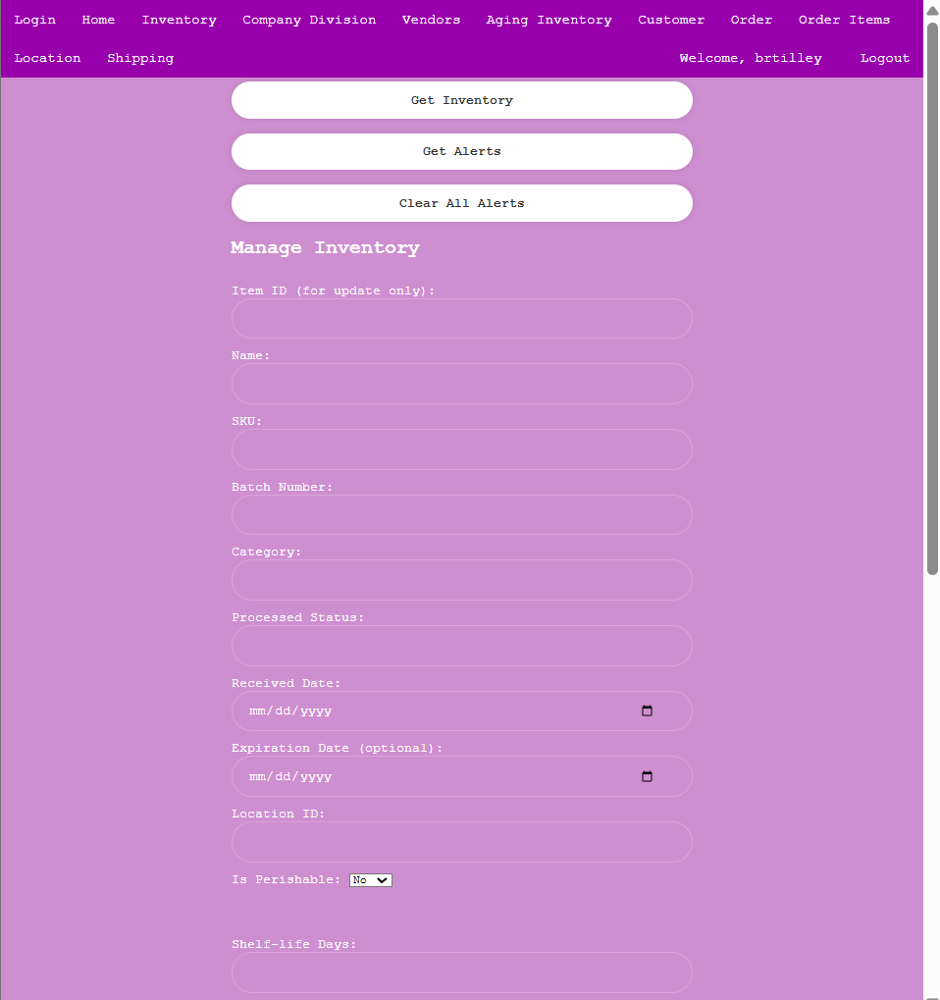 Login Home Inventory Company Division Vendors Aging Inventory Customer Order Order Items
Location Shipping Welcome, brtilley Logout
Get Inventory
Get Alerts
Clear All Alerts
Manage Inventory
Item ID (for update only):
Name:
SKU:
Batch Number:
Category:
Processed Status:
Received Date:
mm/dd/yyyy
Expiration Date (optional):
mm/dd/yyyy
Location ID:
Is Perishable: No
Shelf-life Days: